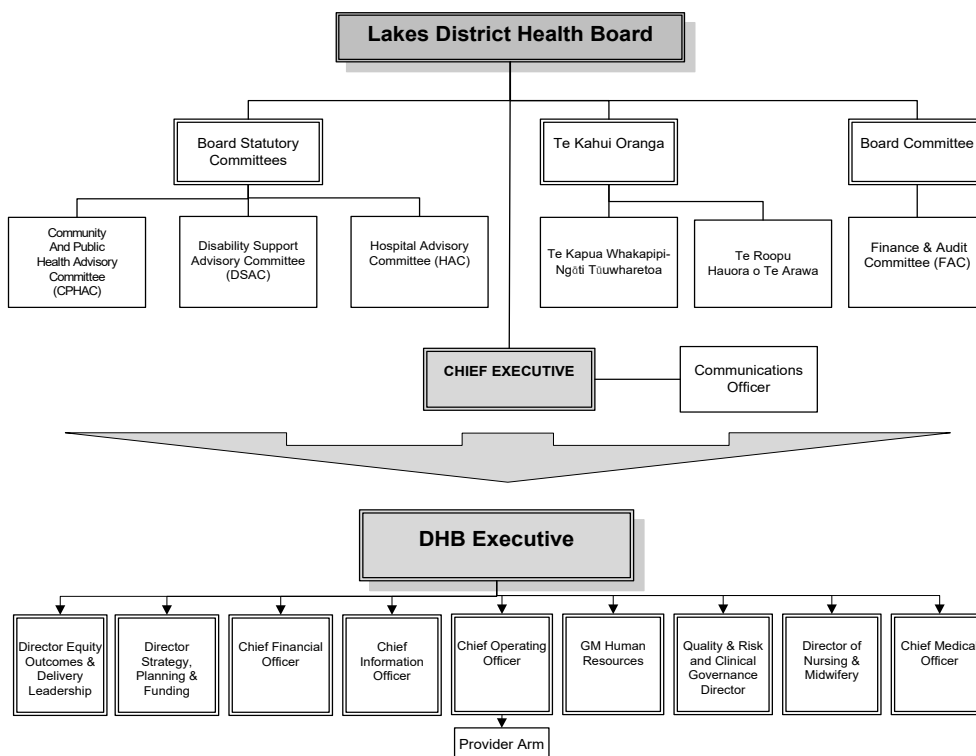 Lakes District Health Board
Board Statutory
Committees
Te Kahui Oranga
Board Committee
Community
And Public
Health Advisory
Committee
(CPHAC)
Disability Support
Advisory Committee
(DSAC)
Hospital Advisory
Committee (HAC)
Te Kapua Whakapipi-
Ngāti Tūuwharetoa
Te Roopu
Hauora o Te Arawa
Finance & Audit
Committee (FAC)
CHIEF EXECUTIVE
Communications
Officer
DHB Executive
Director Equity
Outcomes &
Delivery
Leadership
Director
Strategy,
Planning &
Funding
Chief Financial
Officer
Chief
Information
Officer
Chief Operating
Officer
GM Human
Resources
Quality & Risk
and Clinical
Governance
Director
Director of
Nursing &
Midwifery
Chief Medical
Officer
Provider Arm